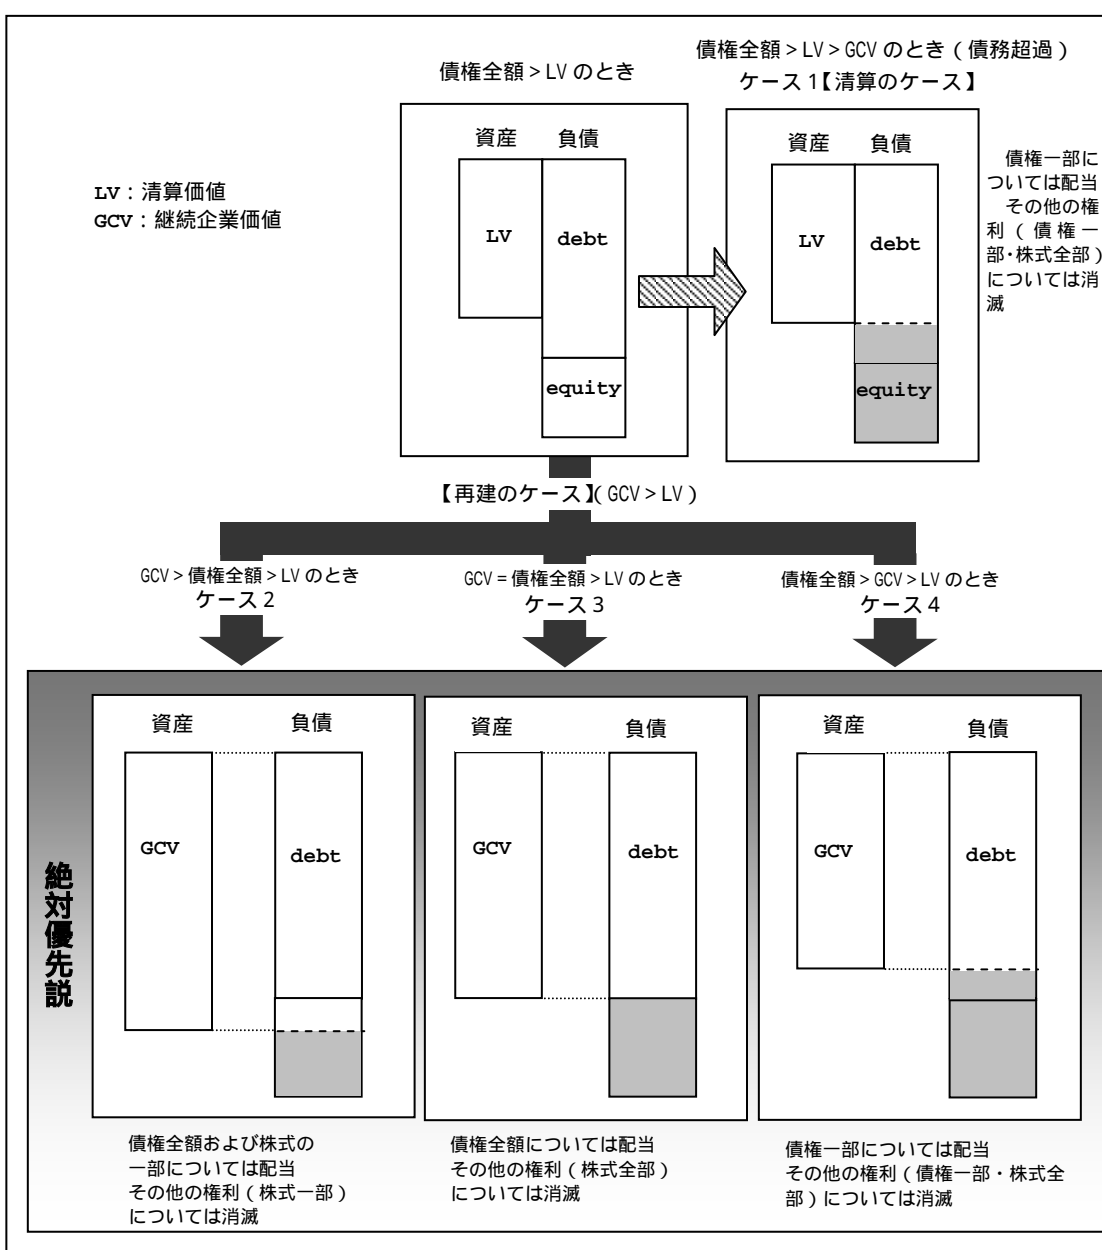 債権全額>LV のとき
債権全額>LV>GCV のとき(債務超過)
ケース1【清算のケース】
LV:清算価値
GCV:継続企業価値
資産 負債
LV debt
equity
資産 負債
LV debt
equity
債権一部に
ついては配当
その他の権
利(債権一
部・株式全部)
については消
滅
【再建のケース】(GCV>LV)
GCV>債権全額>LV のとき
ケース2
GCV=債権全額>LV のとき
ケース3
債権全額>GCV>LV のとき
ケース4
絶対優先説
資産 負債
GCV debt
債権全額および株式の
一部については配当
その他の権利(株式一部)
については消滅
資産 負債
GCV debt
債権全額については配当
その他の権利(株式全部)
については消滅
資産 負債
GCV debt
債権一部については配当
その他の権利(債権一部・株式全
部)については消滅